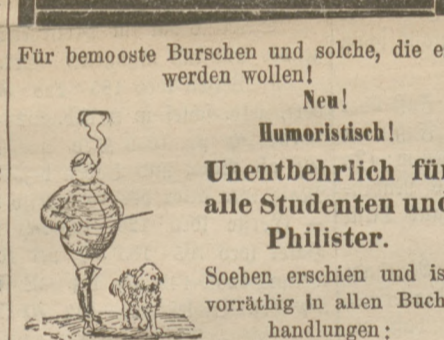 Für bemooste Burschen und solche, die e
werden wollen!
Neu!
Humoristisch!
Unentbehrlich für
alle Studenten und
Philister.
Soeben erschien und is
vorräthig in allen Buch
handlungen: